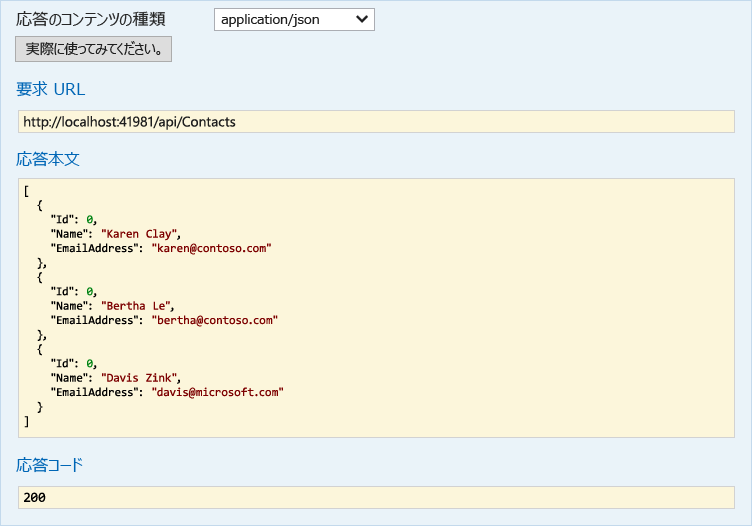 応答のコンテンツの種類 application/json
実際に使ってみてください。
要求 URL
http://localhost:41981/api/Contacts
応答本文
[
  {
    "Id": 0,
    "Name": "Karen Clay",
    "EmailAddress": "karen@contoso.com"
  },
  {
    "Id": 0,
    "Name": "Bertha Le",
    "EmailAddress": "bertha@contoso.com"
  },
  {
    "Id": 0,
    "Name": "Davis Zink",
    "EmailAddress": "davis@microsoft.com"
  }
]
応答コード
200